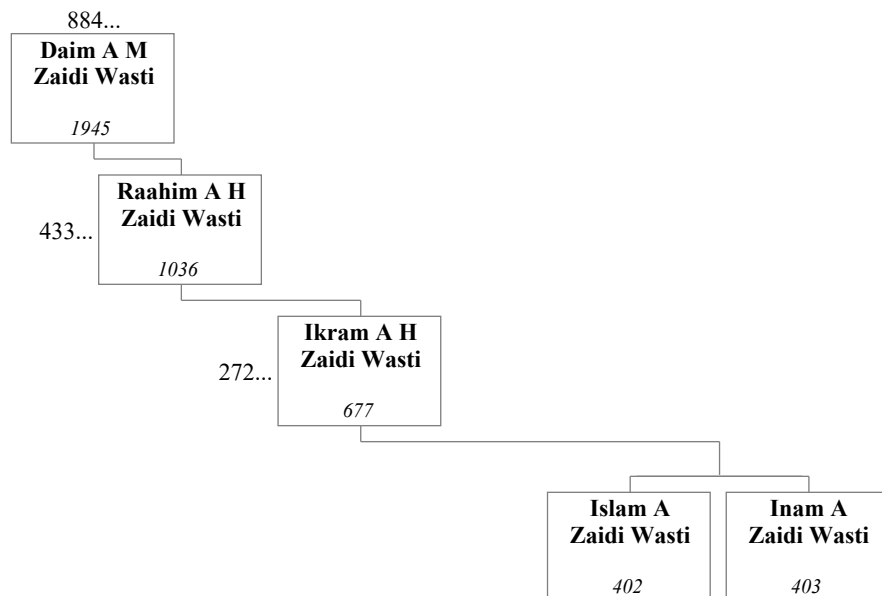 884...
Daim A M
Zaidi Wasti
1945
Raahim A H
Zaidi Wasti
433...
1036
Ikram A H
Zaidi Wasti
272...
677
Islam A
Zaidi Wasti
402
Inam A
Zaidi Wasti
403